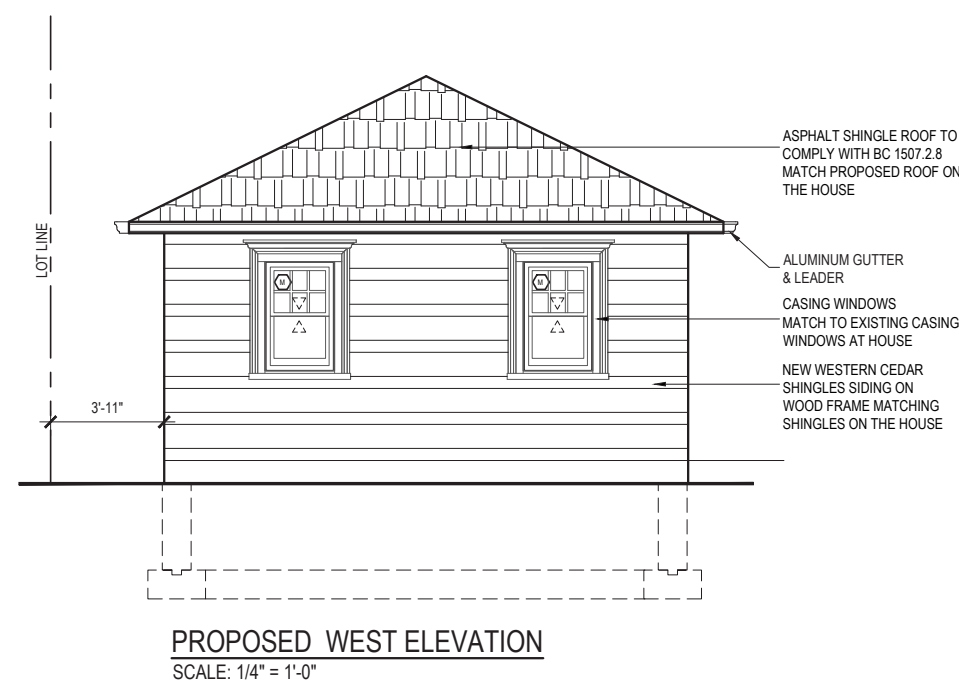 ASPHALT SHINGLE ROOF TO
COMPLY WITH BC 1507.2.8
MATCH PROPOSED ROOF ON
THE HOUSE
LOT LINE
ALUMINUM GUTTER
& LEADER
M
M
CASING WINDOWS
MATCH TO EXISTING CASING
WINDOWS AT HOUSE
NEW WESTERN CEDAR
SHINGLES SIDING ON
WOOD FRAME MATCHING
SHINGLES ON THE HOUSE
3'-11"
PROPOSED WEST ELEVATION
SCALE: 1/4" = 1'-0"